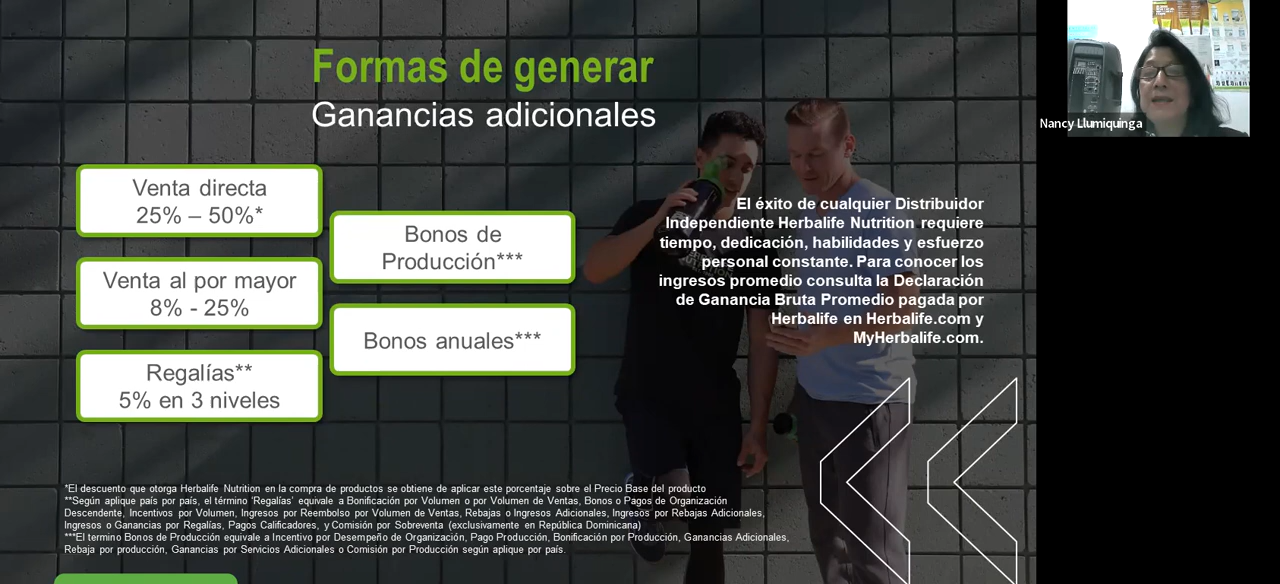 Formas de generar
Ganancias adicionales
Venta directa
25% – 50%*
Venta al por mayor
8% - 25%
Regalías**
5% en 3 niveles
Bonos de
Producción***
Bonos anuales***
El éxito de cualquier Distribuidor
Independiente Herbalife Nutrition requiere
tiempo, dedicación, habilidades y esfuerzo
personal constante. Para conocer los
ingresos promedio consulta la Declaración
de Ganancia Bruta Promedio pagada por
Herbalife en Herbalife.com y
MyHerbalife.com.
*El descuento que otorga Herbalife Nutrition en la compra de productos se obtiene de aplicar este porcentaje sobre el Precio Base del producto
**Según aplique país por país, el término ‘Regalías’ equivale a Bonificación por Volumen o por Volumen de Ventas, Bonos o Pagos de Organización
Descendente, Incentivos por Volumen, Ingresos por Reembolso por Volumen de Ventas, Rebajas o Ingresos Adicionales, Ingresos por Rebajas Adicionales,
Ingresos o Ganancias por Regalías, Pagos Calificadores, y Comisión por Sobreventa (exclusivamente en República Dominicana)
***El termino Bonos de Producción equivale a Incentivo por Desempeño de Organización, Pago Producción, Bonificación por Producción, Ganancias Adicionales,
Rebaja por producción, Ganancias por Servicios Adicionales o Comisión por Producción según aplique por país.
Nancy Llumiquinga